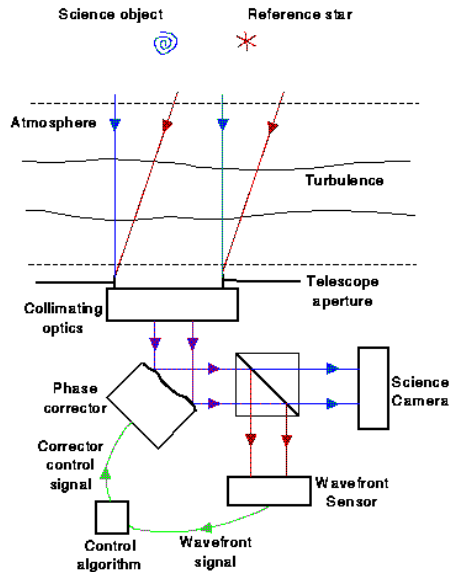 Science object
Reference star
Atmosphere
Turbulence
Telescope
aperture
Collimating
optics
Phase
corrector
Science
Camera
Corrector
control
signal
Wavefront
Sensor
Control
algorithm
Wavefront
signal